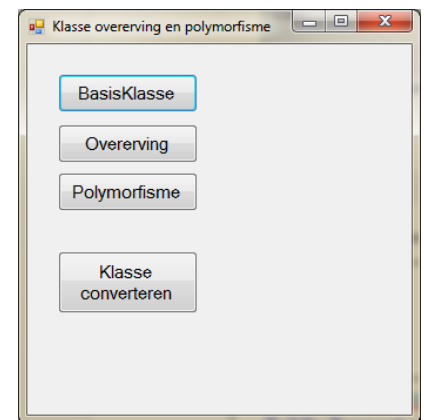 Klasse overerving en polymorfisme
BasisKlasse
Overerving
Polymorfisme
Klasse
converteren